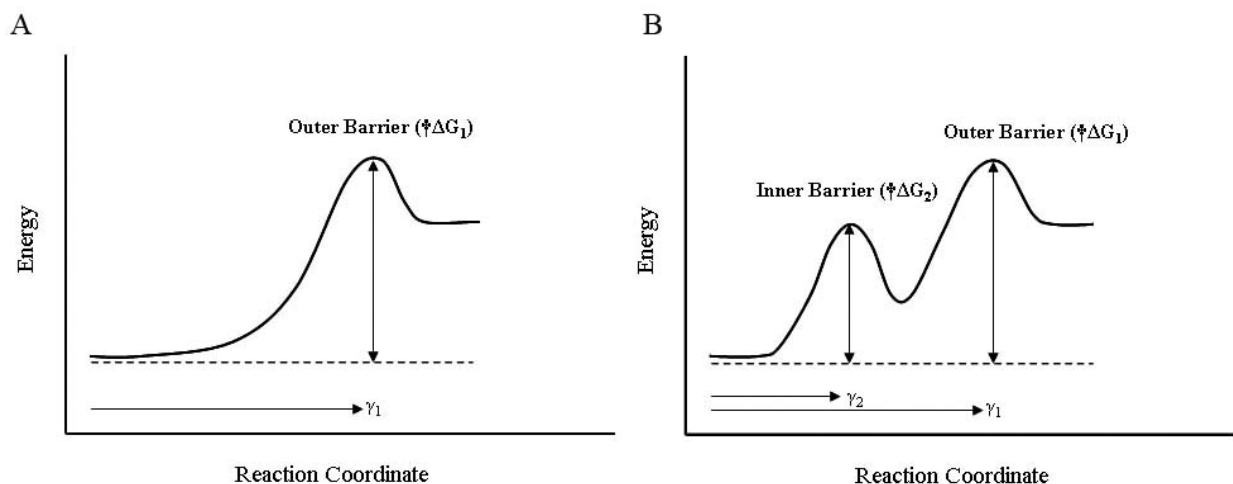 A
Outer Barrier (‡ΔG₁)
Energy
γ₁
Reaction Coordinate
B
Outer Barrier (‡ΔG₁)
Inner Barrier (‡ΔG₂)
Energy
γ₂
γ₁
Reaction Coordinate